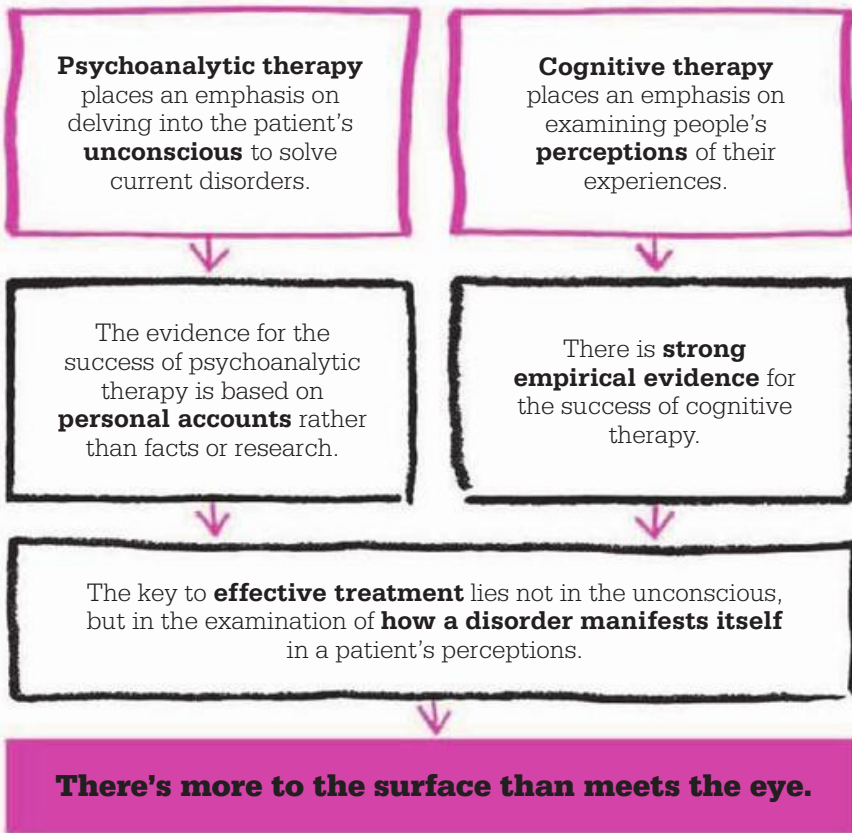 Psychoanalytic therapy
places an emphasis on
delving into the patient's
unconscious to solve
current disorders.
Cognitive therapy
places an emphasis on
examining people's
perceptions of their
experiences.
The evidence for the
success of psychoanalytic
therapy is based on
personal accounts rather
than facts or research.
There is strong
empirical evidence for
the success of cognitive
therapy.
The key to effective treatment lies not in the unconscious,
but in the examination of how a disorder manifests itself
in a patient's perceptions.
There's more to the surface than meets the eye.